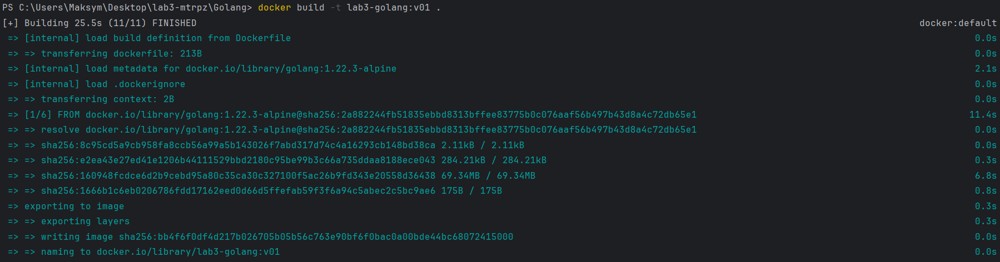 PS C:\Users\Maksym\Desktop\lab3-mtrpz\Golang> docker build -t lab3-golang:v01 .
[+] Building 25.5s (11/11) FINISHED docker:default
=> [internal] load build definition from Dockerfile 0.0s
=> => transferring dockerfile: 213B 0.0s
=> [internal] load metadata for docker.io/library/golang:1.22.3-alpine 2.1s
=> [internal] load .dockerignore 0.0s
=> => transferring context: 2B 0.0s
=> [1/6] FROM docker.io/library/golang:1.22.3-alpine@sha256:2a882244fb51835ebbd8313bffee83775b0c076aaf56b497b43d8a4c72db65e1 11.4s
=> => resolve docker.io/library/golang:1.22.3-alpine@sha256:2a882244fb51835ebbd8313bffee83775b0c076aaf56b497b43d8a4c72db65e1 0.0s
=> => sha256:8c95cd5a9cb958fa8ccb56a99a5b143026f7abd317d74c4a16293cb148bd38ca 2.11kB / 2.11kB 0.0s
=> => sha256:e2ea43e27ed41e1206b44111529bbd2180c95be99b3c66a735ddaa8188ece043 284.21kB / 284.21kB 0.3s
=> => sha256:160948fcdce6d2b9cebd95a80c35ca30c327100f5ac26b9fd343e20558d36438 69.34MB / 69.34MB 6.8s
=> => sha256:1666b1c6eb0206786fdd17162eed0d66d5ffefab59f3f6a94c5abec2c5bc9ae6 175B / 175B 0.8s
=> exporting to image 0.3s
=> => exporting layers 0.3s
=> => writing image sha256:bb4f6f0df4d217b026705b05b56c763e90bf6f0bac0a00bde44bc68072415000 0.0s
=> => naming to docker.io/library/lab3-golang:v01 0.0s